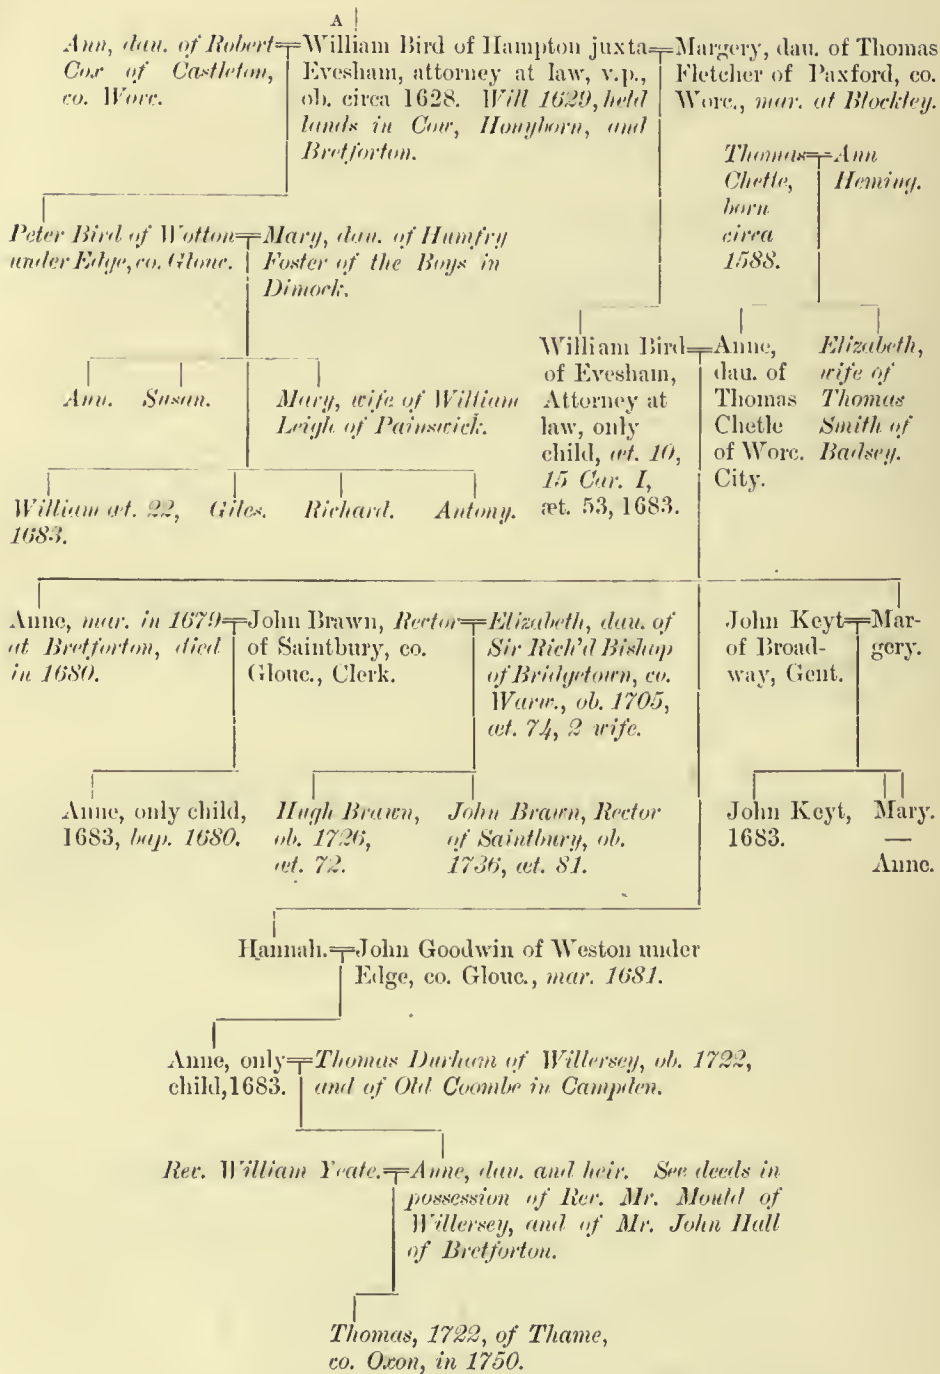 A
Ann, dau. of Robert
Cox of Castleton,
co. Worc.
William Bird of Hampton juxta
Evesham, attorney at law, v.p.,
ob. circa 1628. Will 1629, held
lands in Cow, Honyborn, and
Bretforton.
Margery, dau. of Thomas
Fletcher of Paxford, co.
Worc., mar. at Blockley.
Thomas
Chetle,
born
circa
1588.
Ann
Heming.
Peter Bird of Wotton
under Edge, co. Glouc.
Mary, dau. of Humfry
Foster of the Boys in
Dimock.
William Bird
of Evesham,
Attorney at
law, only
child, æt. 10,
15 Car. I,
æt. 53, 1683.
Anne,
dau. of
Thomas
Chetle
of Worc.
City.
Elizabeth,
wife of
Thomas
Smith of
Badsey.
Ann. Susan. Mary, wife of William
Leigh of Painswick.
William æt. 22, Giles. Richard. Antony.
1683.
Anne, mar. in 1679
at Bretforton, died
in 1680.
John Brawn, Rector
of Saintbury, co.
Glouc., Clerk.
Elizabeth, dau. of
Sir Rich'd Bishop
of Bridgetown, co.
Warw., ob. 1705,
æt. 74, 2 wife.
John Keyt
of Broad-
way, Gent.
Mar-
gery.
Anne, only child,
1683, bap. 1680.
Hugh Brawn,
ob. 1726,
æt. 72.
John Brawn, Rector
of Saintbury, ob.
1736, æt. 81.
John Keyt,
1683.
Mary.
—
Anne.
Hannah. John Goodwin of Weston under
Edge, co. Glouc., mar. 1681.
Anne, only
child, 1683.
Thomas Durham of Willersey, ob. 1722,
and of Old Coombe in Campden.
Rev. William Yeate. Anne, dau. and heir. See deeds in
possession of Rev. Mr. Mould of
Willersey, and of Mr. John Hall
of Bretforton.
Thomas, 1722, of Thame,
co. Oxon, in 1750.